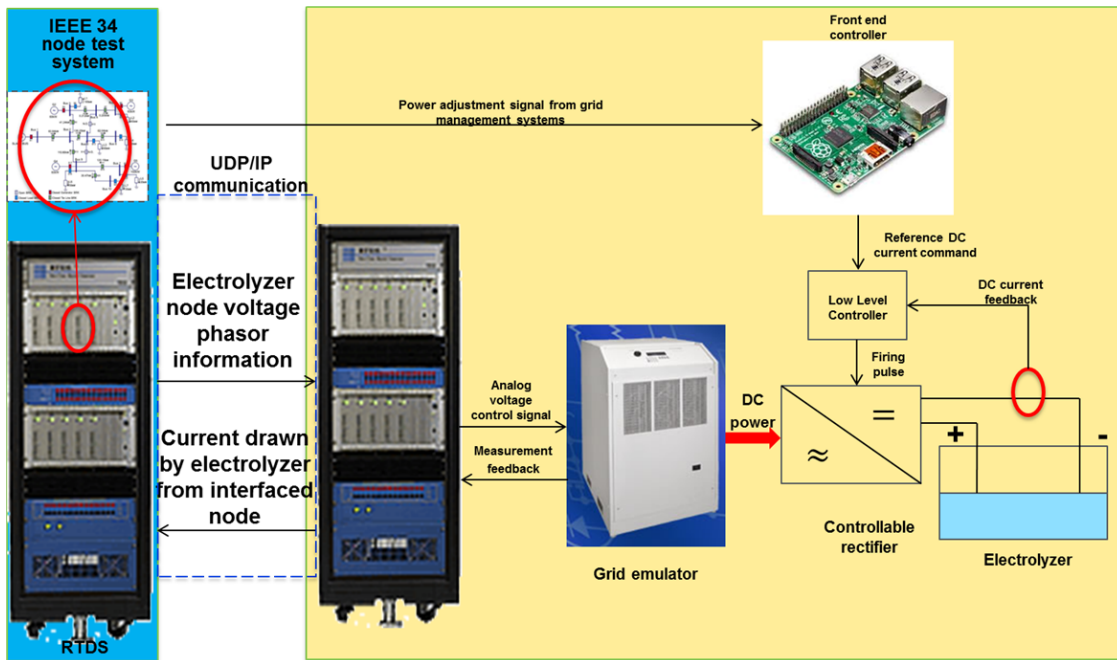 IEEE 34
node test
system
RTDS
UDP/IP
communication
Electrolyzer
node voltage
phasor
information
Current drawn
by electrolyzer
from interfaced
node
Power adjustment signal from grid
management systems
Front end
controller
Reference DC
current command
Low Level
Controller
DC current
feedback
Firing
pulse
Analog
voltage
control signal
Measurement
feedback
Grid emulator
DC
power
=
≈
Controllable
rectifier
+
-
Electrolyzer